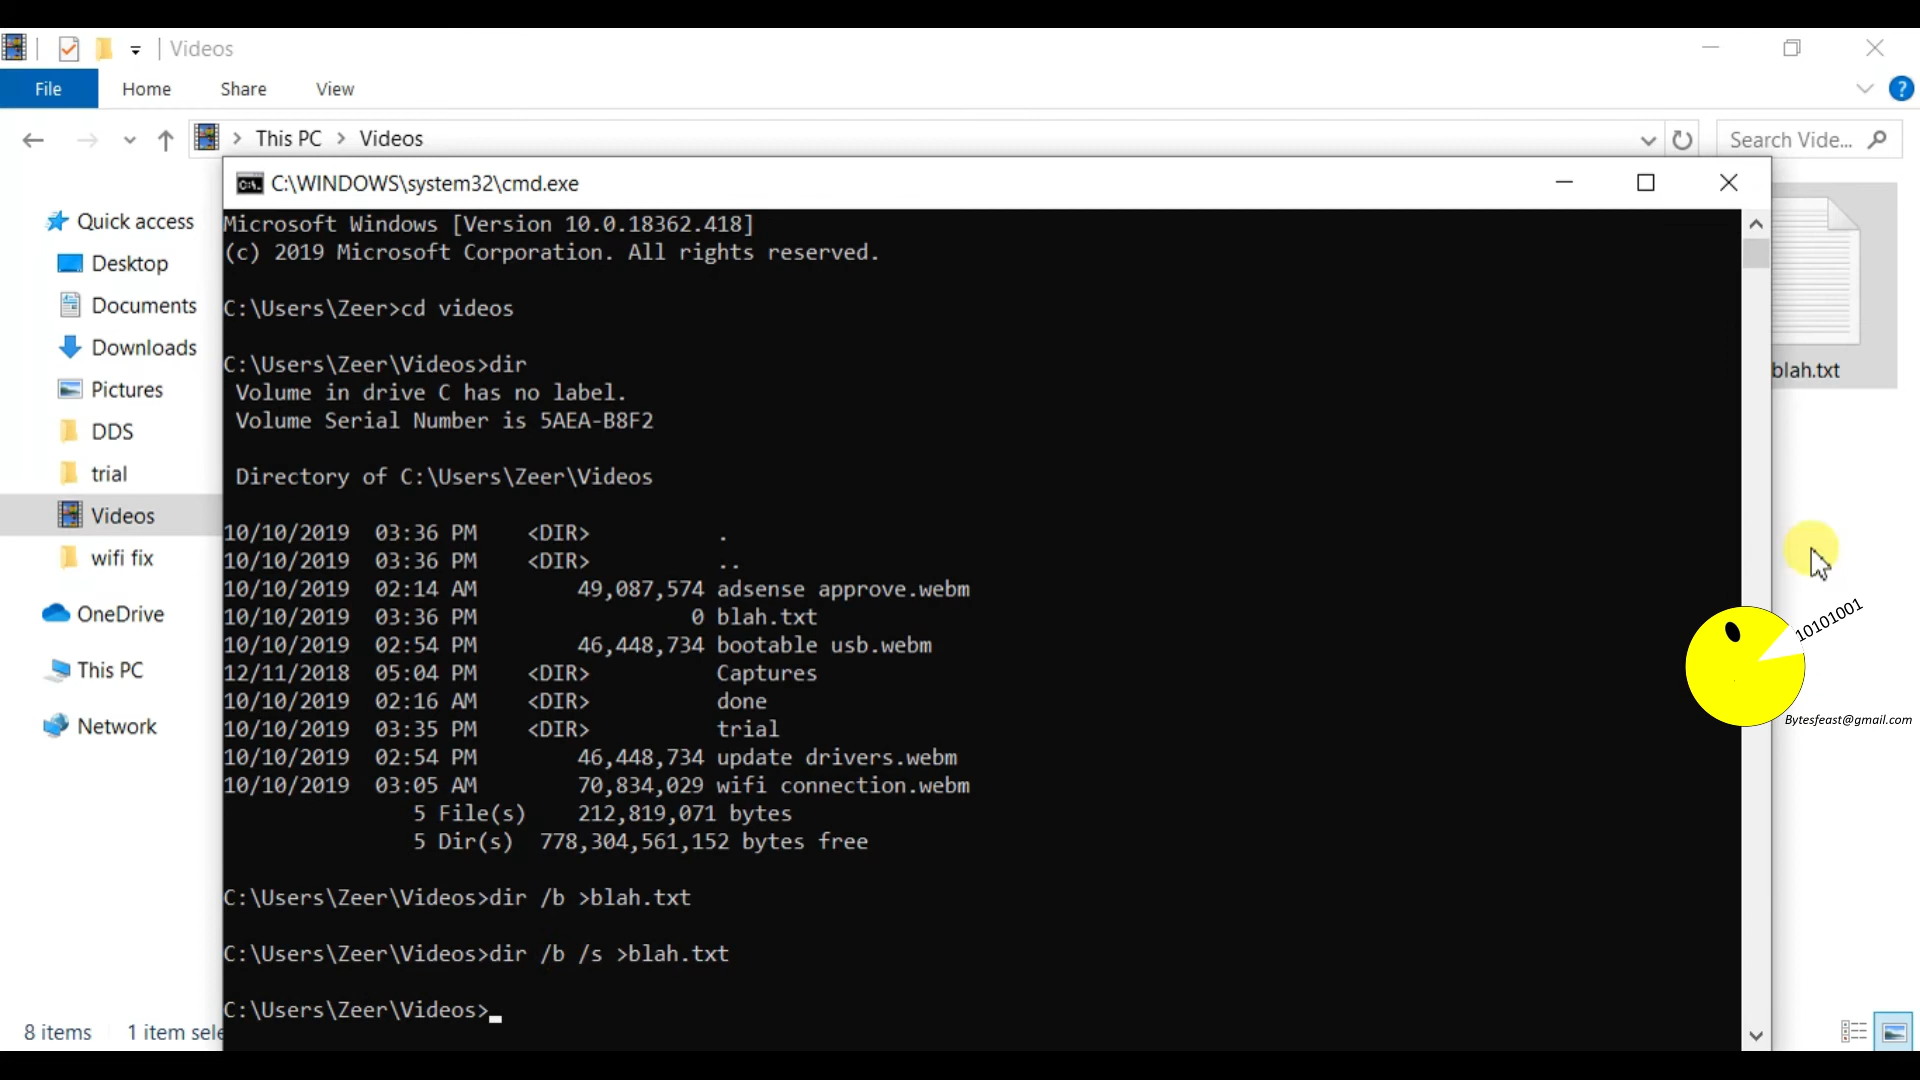 Videos
File Home Share View
This PC > Videos
Search Vide...
C:\WINDOWS\system32\cmd.exe
Quick access
Desktop
Documents
Downloads
Pictures
DDS
trial
Videos
wifi fix
OneDrive
This PC
Network
Microsoft Windows [Version 10.0.18362.418]
(c) 2019 Microsoft Corporation. All rights reserved.
C:\Users\Zeer>cd videos
C:\Users\Zeer\Videos>dir
Volume in drive C has no label.
Volume Serial Number is 5AEA-B8F2
Directory of C:\Users\Zeer\Videos
10/10/2019 03:36 PM <DIR> .
10/10/2019 03:36 PM <DIR> ..
10/10/2019 02:14 AM 49,087,574 adsense approve.webm
10/10/2019 03:36 PM 0 blah.txt
10/10/2019 02:54 PM 46,448,734 bootable usb.webm
12/11/2018 05:04 PM <DIR> Captures
10/10/2019 02:16 AM <DIR> done
10/10/2019 03:35 PM <DIR> trial
10/10/2019 02:54 PM 46,448,734 update drivers.webm
10/10/2019 03:05 AM 70,834,029 wifi connection.webm
5 File(s) 212,819,071 bytes
5 Dir(s) 778,304,561,152 bytes free
C:\Users\Zeer\Videos>dir /b >blah.txt
C:\Users\Zeer\Videos>dir /b /s >blah.txt
C:\Users\Zeer\Videos>_
blah.txt
10101001
Bytesfeast@gmail.com
8 items 1 item sele